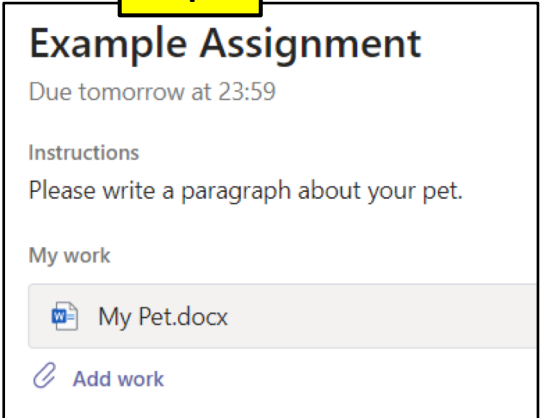 Example Assignment
Due tomorrow at 23:59
Instructions
Please write a paragraph about your pet.
My work
My Pet.docx
Add work